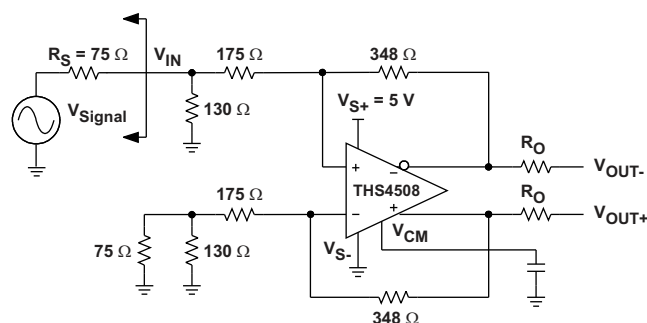 R_S = 75 Ω
V_IN
175 Ω
348 Ω
V_Signal
130 Ω
V_S+ = 5 V
R_O
V_OUT-
+
−
THS4508
175 Ω
−
+
R_O
V_OUT+
75 Ω
130 Ω
V_S-
V_CM
348 Ω